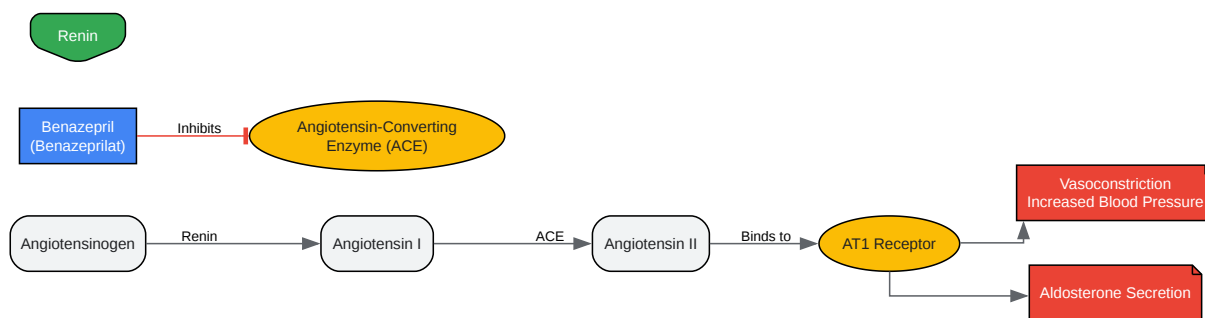 Renin
Benazepril
(Benazeprilat)
Inhibits
Angiotensin-Converting
Enzyme (ACE)
Vasoconstriction
Increased Blood Pressure
Angiotensinogen
Renin
Angiotensin I
ACE
Angiotensin II
Binds to
AT1 Receptor
Aldosterone Secretion